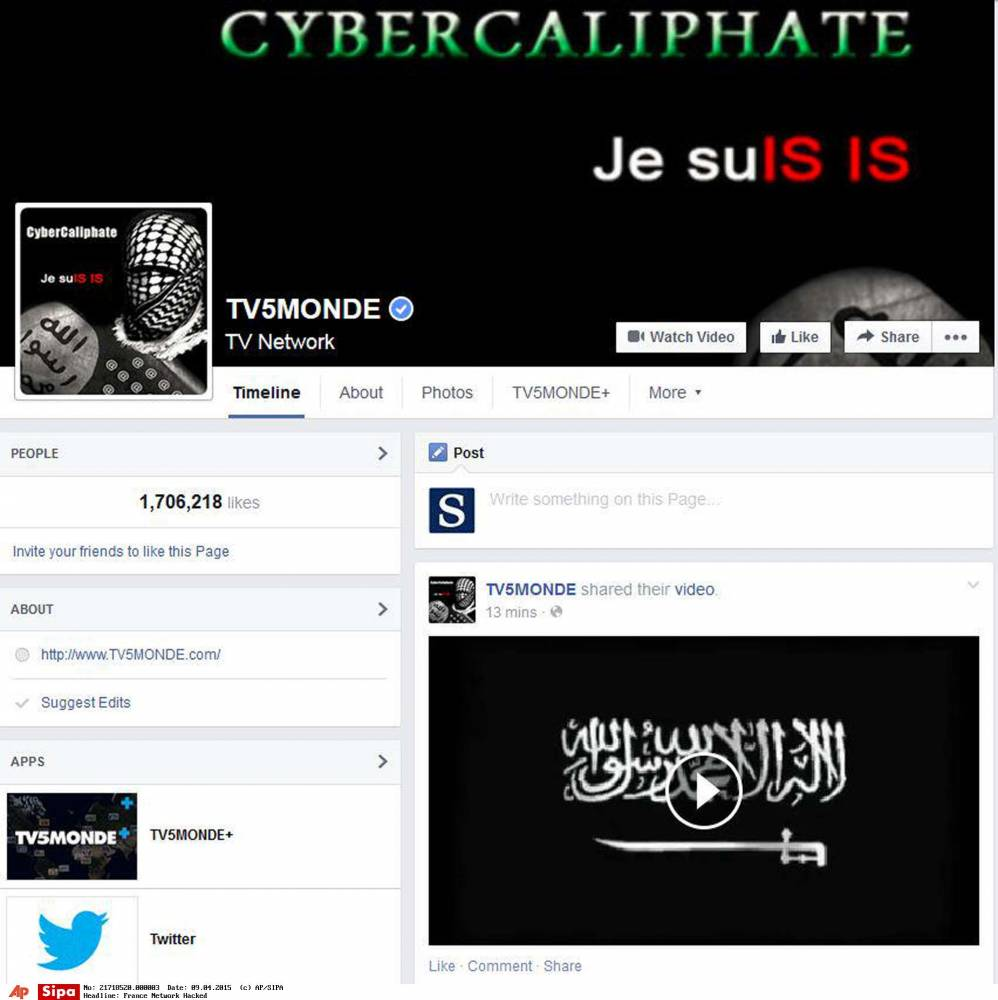 CYBERCALIPHATE
Je suIS IS
CyberCaliphate
Je suIS IS
الله
رسول
TV5MONDE
TV Network
Watch Video
Like
Share
Timeline
About
Photos
TV5MONDE+
More
PEOPLE
1,706,218 likes
Invite your friends to like this Page
ABOUT
http://www.TV5MONDE.com/
Suggest Edits
APPS
TV5MONDE+
TV5MONDE+
Twitter
Post
S
Write something on this Page...
TV5MONDE shared their video.
13 mins ·
لا إله إلا الله محمد رسول الله
Like · Comment · Share
AP Sipa No: 21710520.000003 Date: 09.04.2015 (c) AP/SIPA
Headline: France Network Hacked